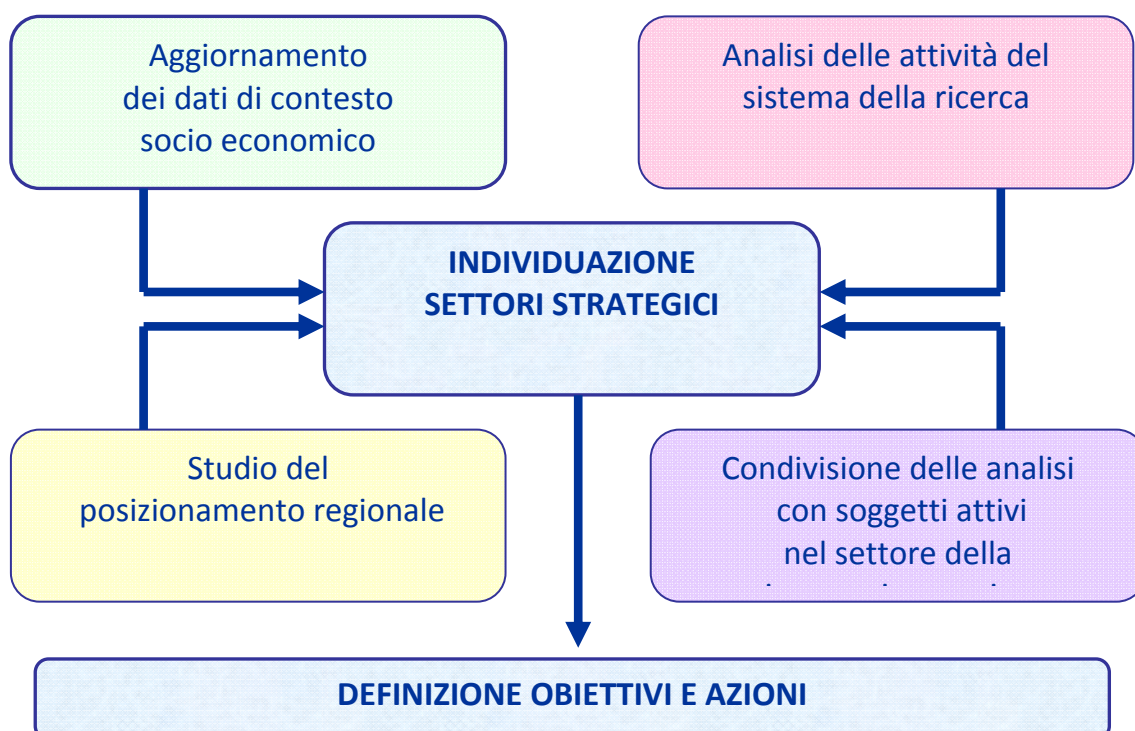 Aggiornamento
dei dati di contesto
socio economico
Analisi delle attività del
sistema della ricerca
INDIVIDUAZIONE
SETTORI STRATEGICI
Studio del
posizionamento regionale
Condivisione delle analisi
con soggetti attivi
nel settore della
DEFINIZIONE OBIETTIVI E AZIONI